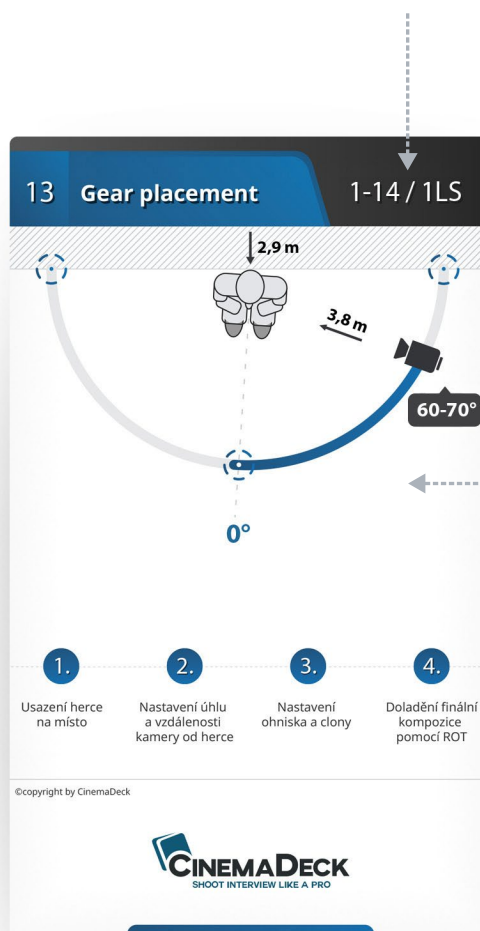 13 Gear placement 1-14 / 1LS
2,9 m
3,8 m
60-70°
0°
1. 2. 3. 4.
Usazení herce
na místo
Nastavení úhlu
a vzdálenosti
kamery od herce
Nastavení
ohniska a clony
Doladění finální
kompozice
pomocí ROT
©copyright by CinemaDeck
CINEMADECK
SHOOT INTERVIEW LIKE A PRO